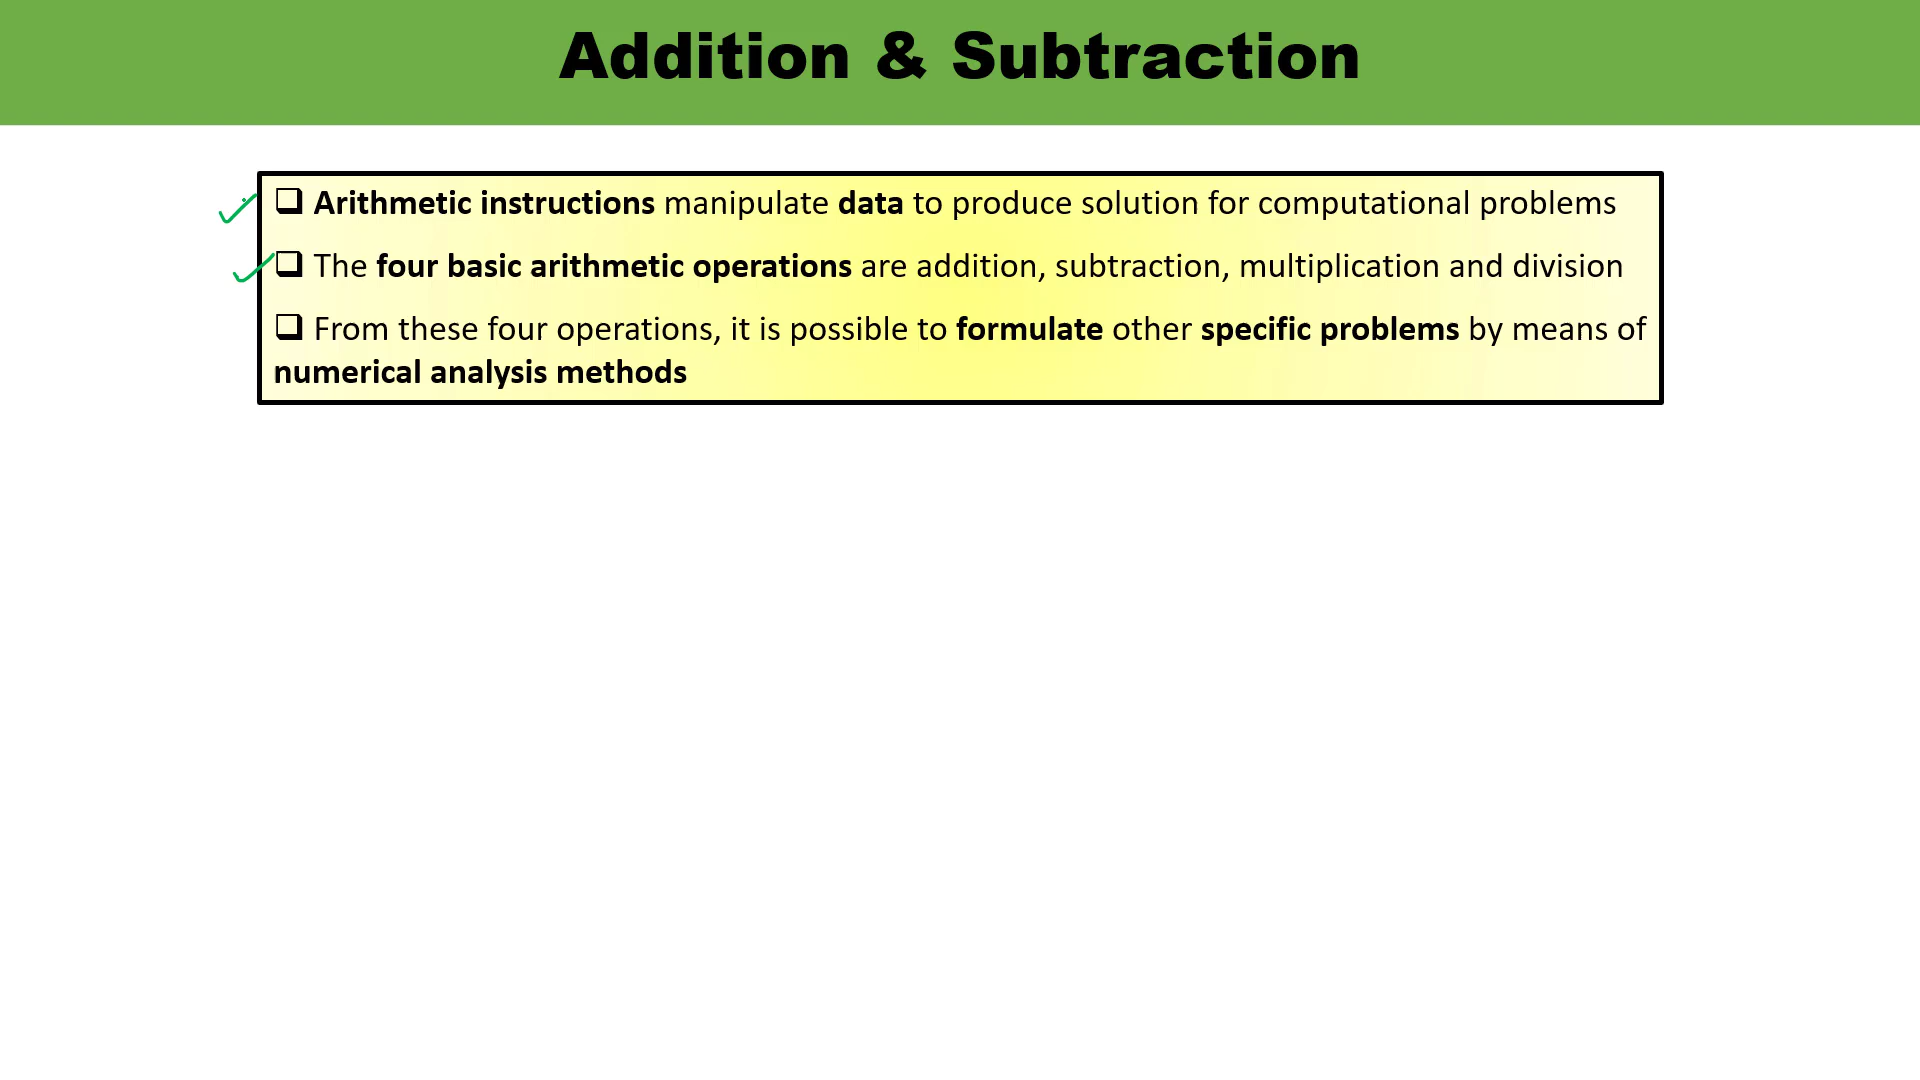 Addition & Subtraction
❑ Arithmetic instructions manipulate data to produce solution for computational problems
❑ The four basic arithmetic operations are addition, subtraction, multiplication and division
❑ From these four operations, it is possible to formulate other specific problems by means of
numerical analysis methods